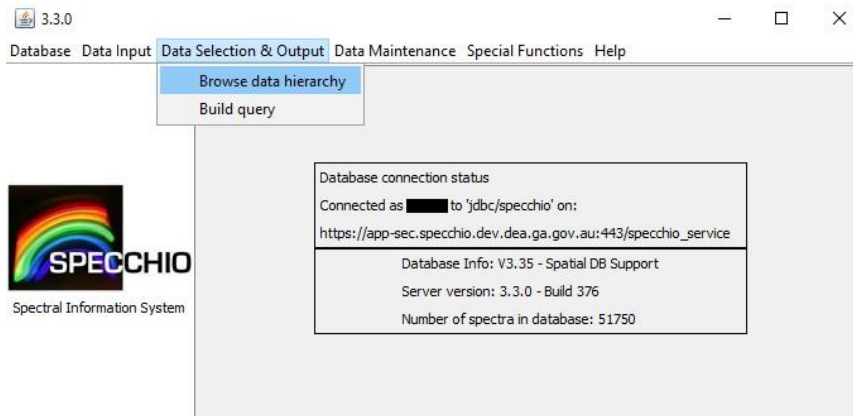 3.3.0
Database Data Input Data Selection & Output Data Maintenance Special Functions Help
Browse data hierarchy
Build query
Database connection status
Connected as to 'jdbc/specchio' on:
https://app-sec.specchio.dev.dea.ga.gov.au:443/specchio_service
Database Info: V3.35 - Spatial DB Support
Server version: 3.3.0 - Build 376
Number of spectra in database: 51750
SPECCHIO
Spectral Information System